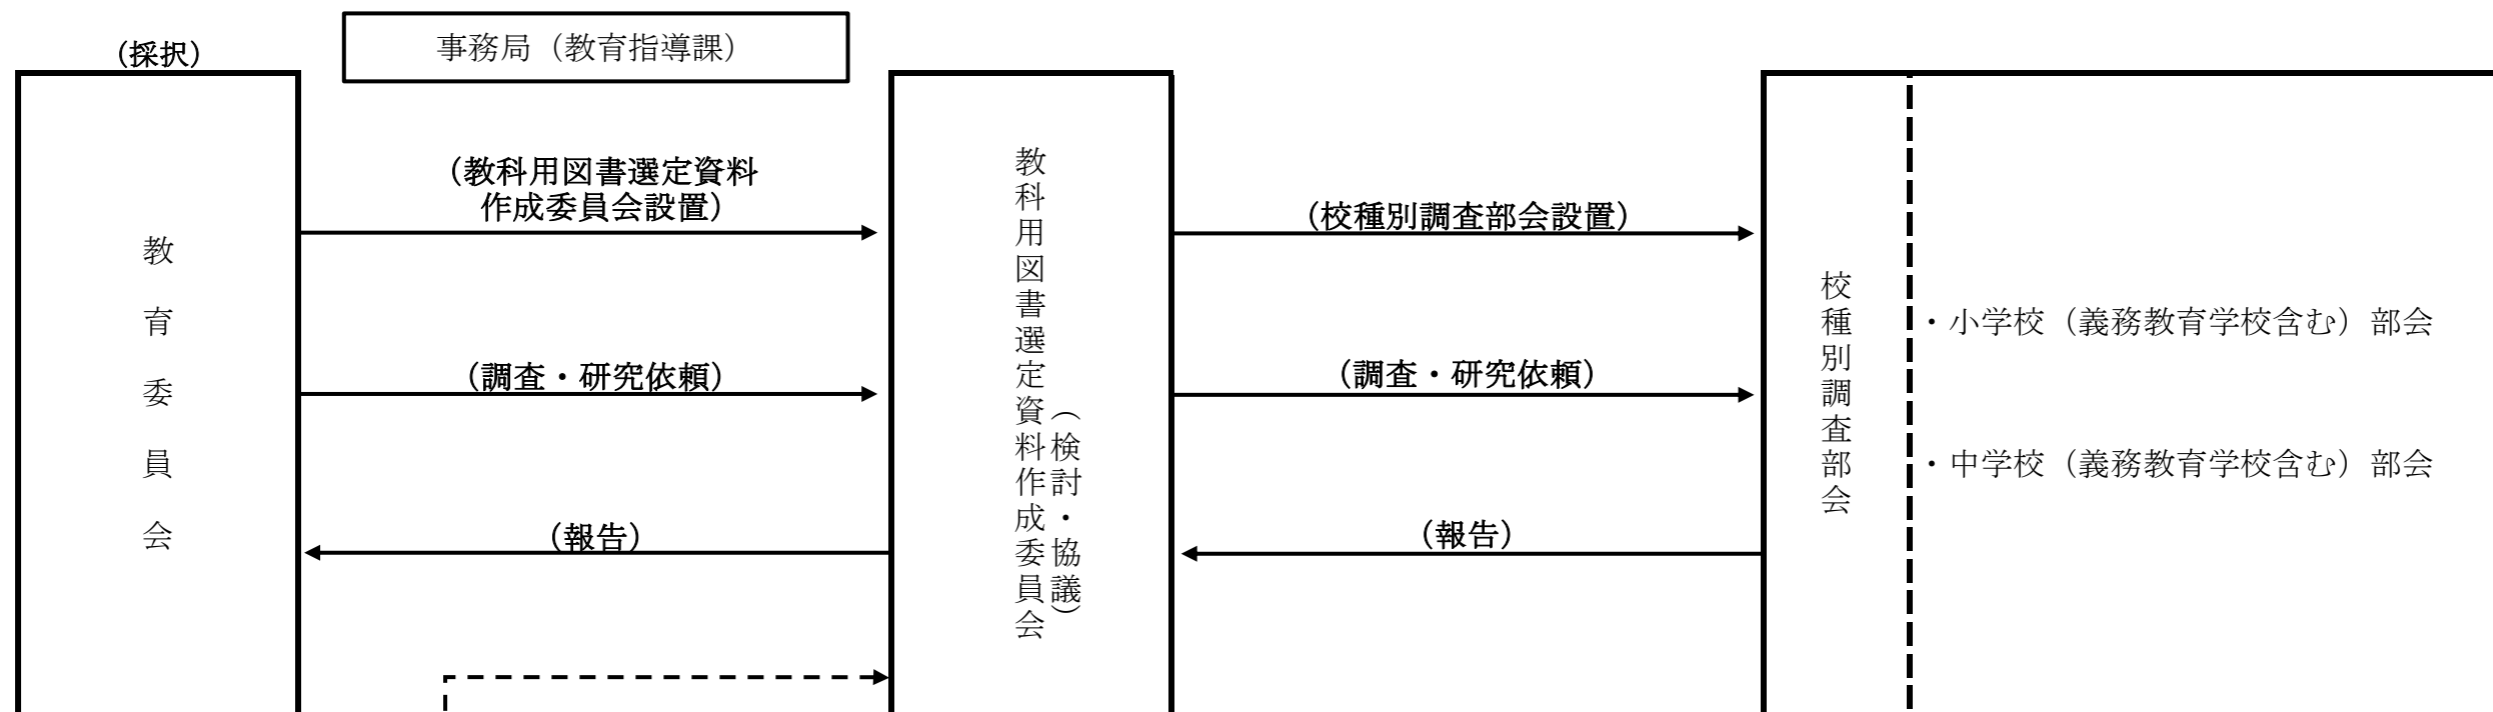 (採択)
事務局（教育指導課）
教育委員会
(教科用図書選定資料
作成委員会設置)
(調査・研究依頼)
(報告)
教科用図書選定資料作成委員会
（検討・協議）
(校種別調査部会設置)
(調査・研究依頼)
(報告)
校種別調査部会
・小学校（義務教育学校含む）部会
・中学校（義務教育学校含む）部会